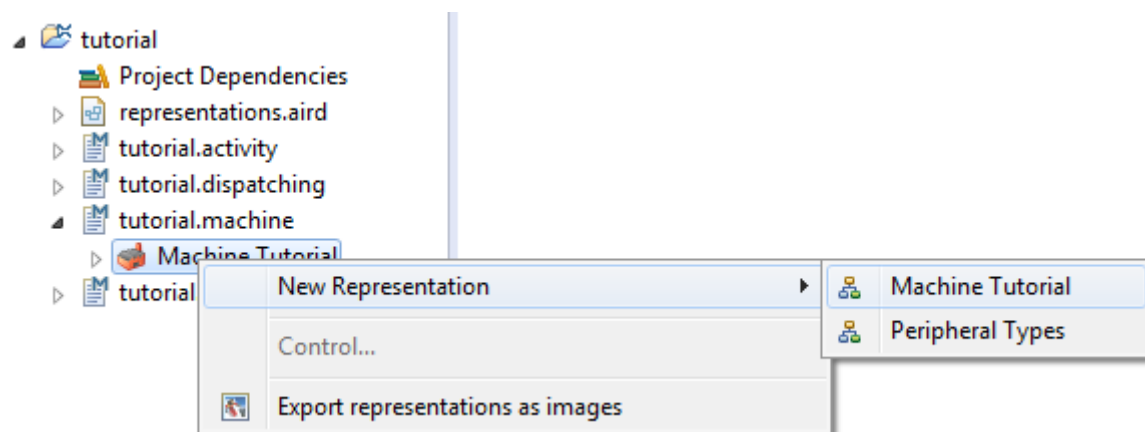 tutorial
Project Dependencies
representations.aird
tutorial.activity
tutorial.dispatching
tutorial.machine
Machine Tutorial
tutorial
New Representation
Machine Tutorial
Peripheral Types
Control...
Export representations as images